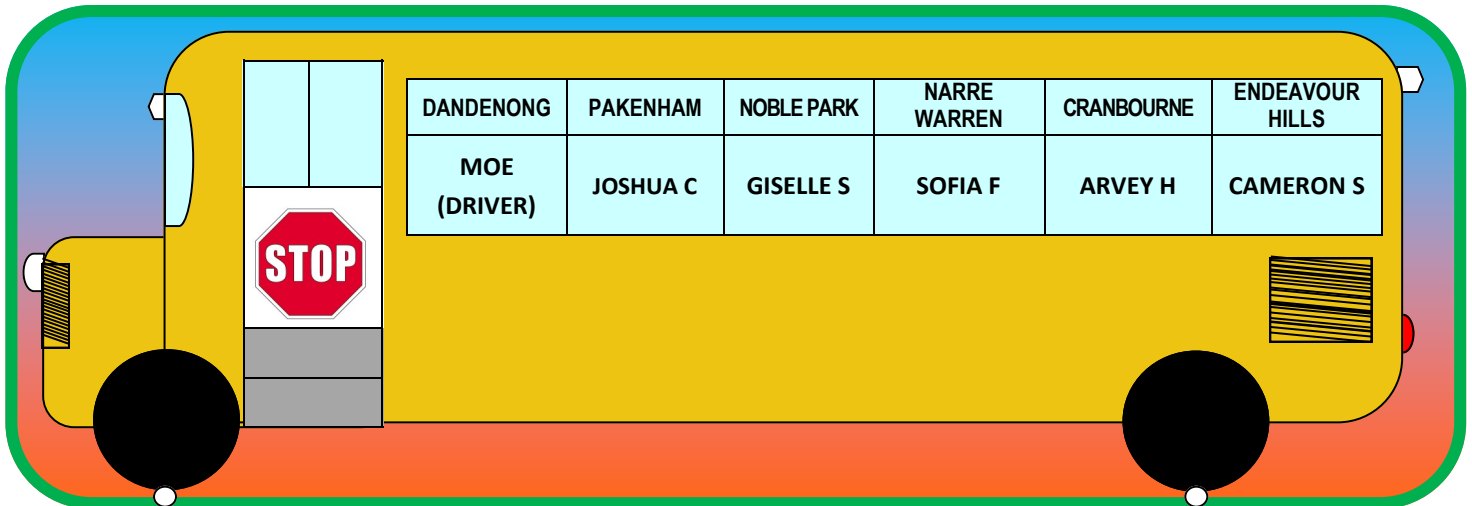 DANDENONG
PAKENHAM
NOBLE PARK
NARRE
WARREN
CRANBOURNE
ENDEAVOUR
HILLS
MOE
(DRIVER)
JOSHUA C
GISELLE S
SOFIA F
ARVEY H
CAMERON S
STOP